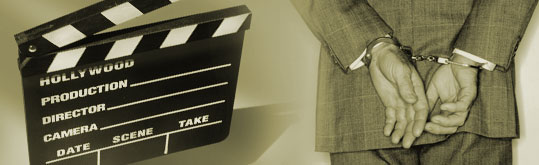 HOLLYWOOD
PRODUCTION
DIRECTOR
CAMERA
DATE SCENE TAKE